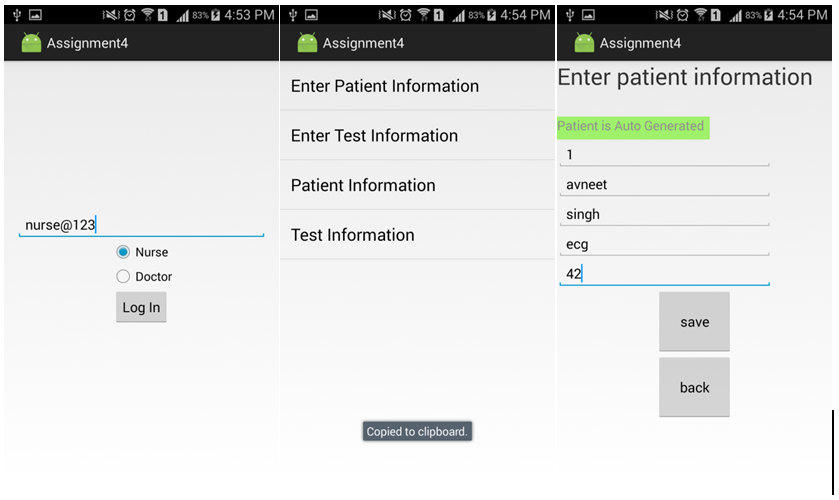 83% 4:53 PM
Assignment4
nurse@123
Nurse
Doctor
Log In
83% 4:54 PM
Assignment4
Enter Patient Information
Enter Test Information
Patient Information
Test Information
Copied to clipboard.
83% 4:54 PM
Assignment4
Enter patient information
Patient is Auto Generated
1
avneet
singh
ecg
42
save
back